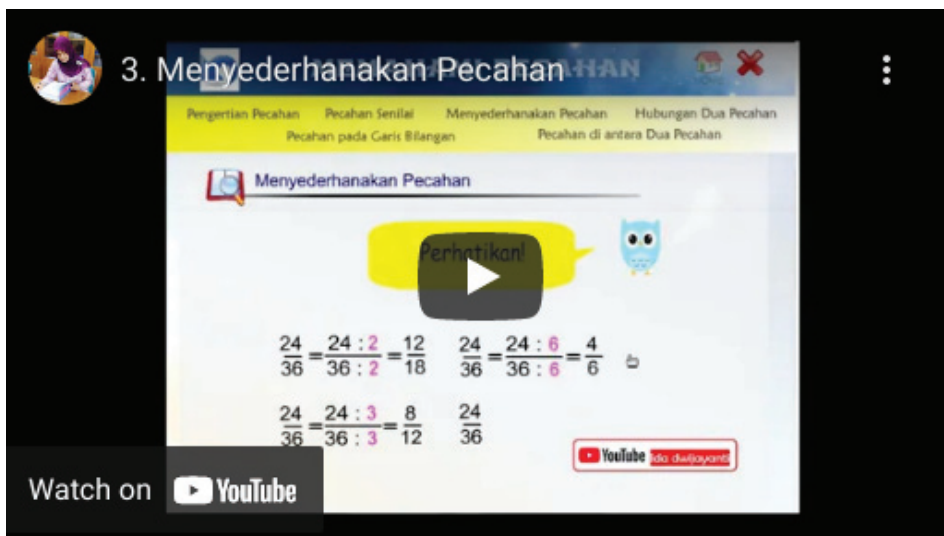 3. Menyederhanakan Pecahan
Pengertian Pecahan Pecahan Senilai Menyederhanakan Pecahan Hubungan Dua Pecahan
Pecahan pada Garis Bilangan Pecahan di antara Dua Pecahan
Menyederhanakan Pecahan
Perhatikan!
24/36 = 24 : 2/36 : 2 = 12/18 24/36 = 24 : 6/36 : 6 = 4/6
24/36 = 24 : 3/36 : 3 = 8/12 24/36
YouTube Ida dwijayanti
Watch on YouTube